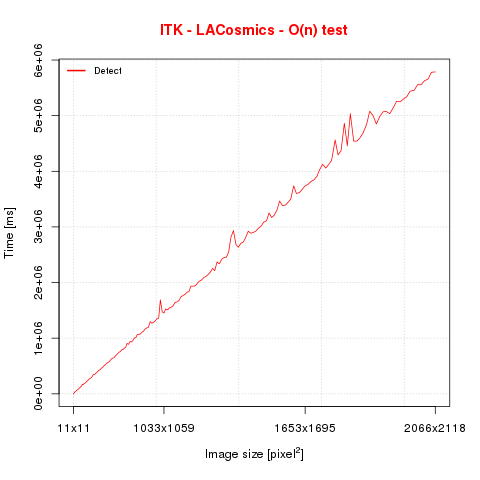 ITK - LACosmics - O(n) test
Detect
Time [ms]
6e+06
5e+06
4e+06
3e+06
2e+06
1e+06
0e+00
11x11 1033x1059 1653x1695 2066x2118
Image size [pixel²]